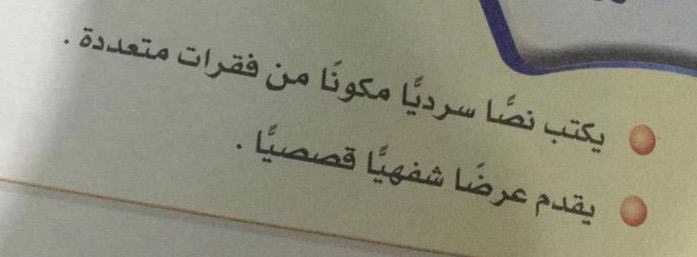 يكتب نصًّا سرديًّا مكونًا من فقرات متعددة .
يقدم عرضًا شفهيًّا قصصيًّا .